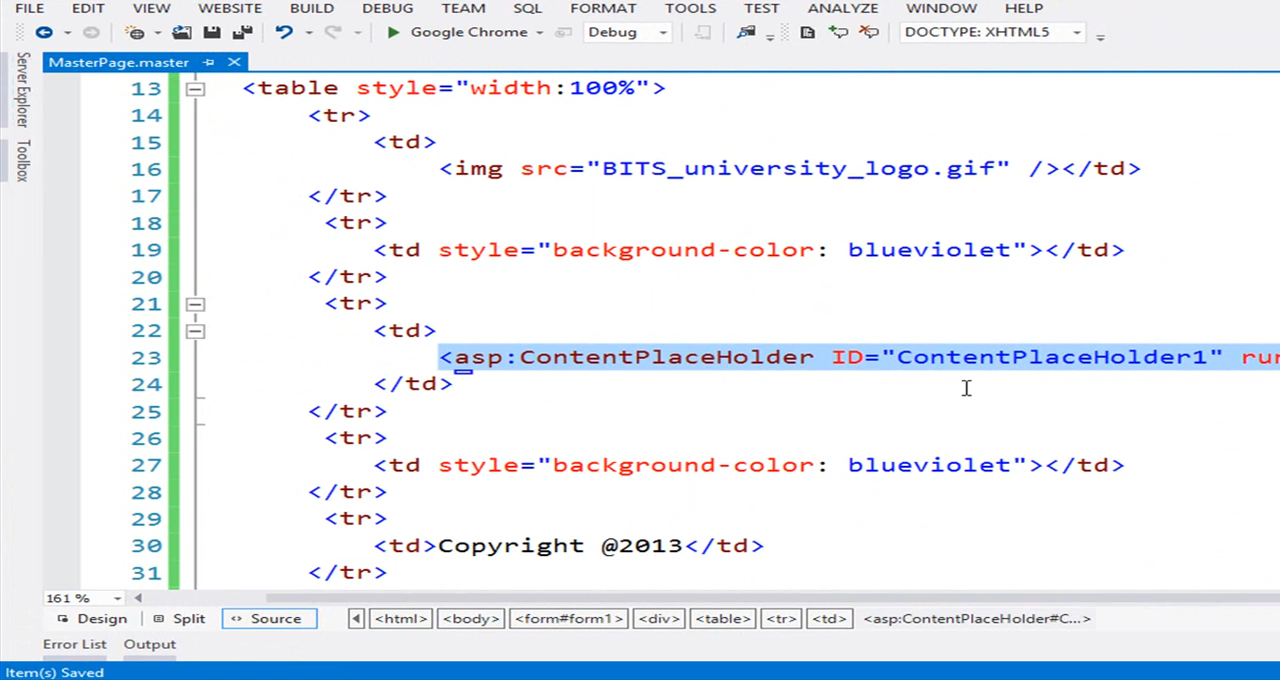 FILE EDIT VIEW WEBSITE BUILD DEBUG TEAM SQL FORMAT TOOLS TEST ANALYZE WINDOW HELP
Google Chrome Debug DOCTYPE: XHTML5
Server Explorer
Toolbox
MasterPage.master
13 <table style="width:100%">
14 <tr>
15 <td>
16 <img src="BITS_university_logo.gif" /></td>
17 </tr>
18 <tr>
19 <td style="background-color: blueviolet"></td>
20 </tr>
21 <tr>
22 <td>
23 <asp:ContentPlaceHolder ID="ContentPlaceHolder1" run
24 </td>
25 </tr>
26 <tr>
27 <td style="background-color: blueviolet"></td>
28 </tr>
29 <tr>
30 <td>Copyright @2013</td>
31 </tr>
161 %
Design Split Source <html> <body> <form#form1> <div> <table> <tr> <td> <asp:ContentPlaceHolder#C...>
Error List Output
Item(s) Saved